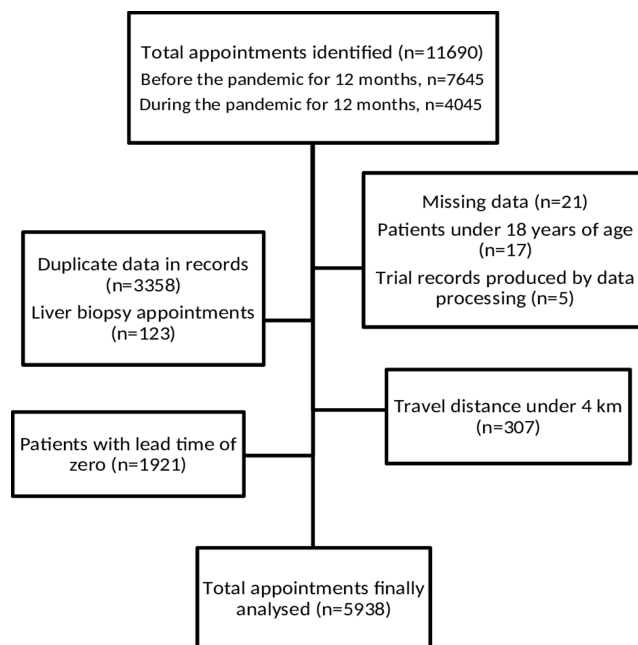 Total appointments identified (n=11690)
Before the pandemic for 12 months, n=7645
During the pandemic for 12 months, n=4045
Missing data (n=21)
Patients under 18 years of age
(n=17)
Trial records produced by data
processing (n=5)
Duplicate data in records
(n=3358)
Liver biopsy appointments
(n=123)
Travel distance under 4 km
(n=307)
Patients with lead time of
zero (n=1921)
Total appointments finally
analysed (n=5938)